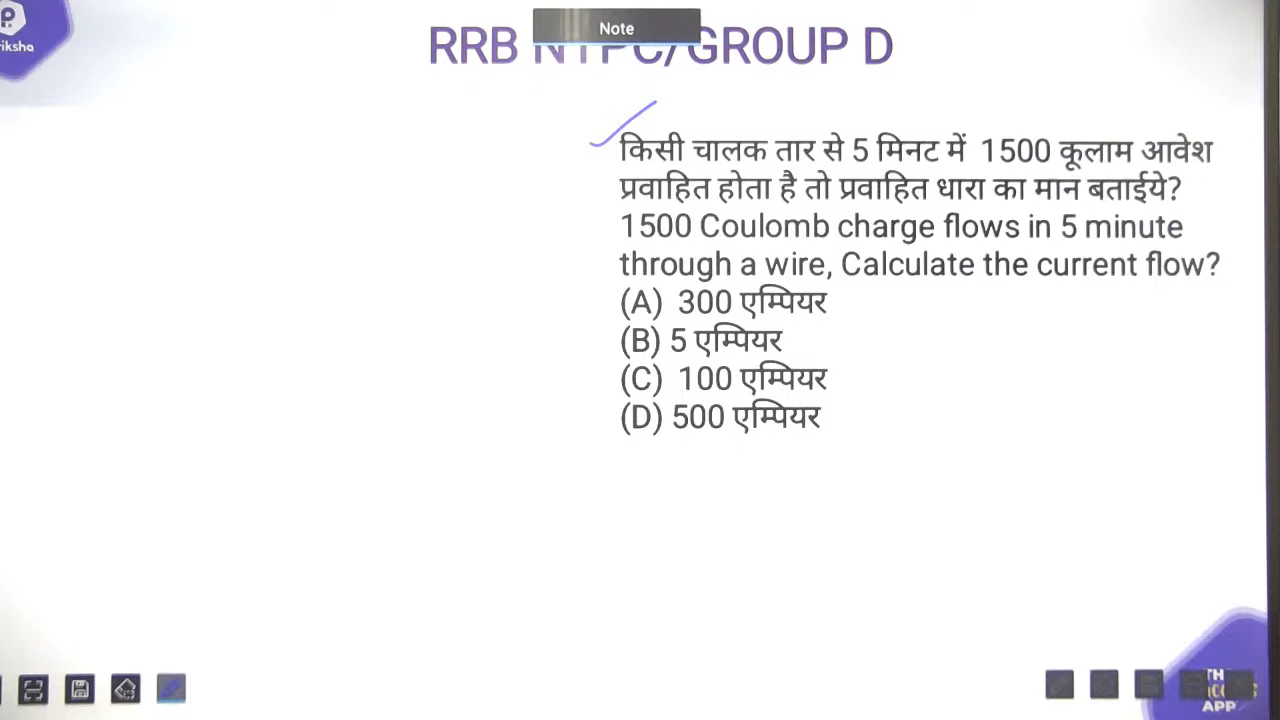 P.
riksha
Note
RRB NTPC/GROUP D
किसी चालक तार से 5 मिनट में 1500 कूलाम आवेश
प्रवाहित होता है तो प्रवाहित धारा का मान बताईये?
1500 Coulomb charge flows in 5 minute
through a wire, Calculate the current flow?
(A) 300 एम्पियर
(B) 5 एम्पियर
(C) 100 एम्पियर
(D) 500 एम्पियर
APP